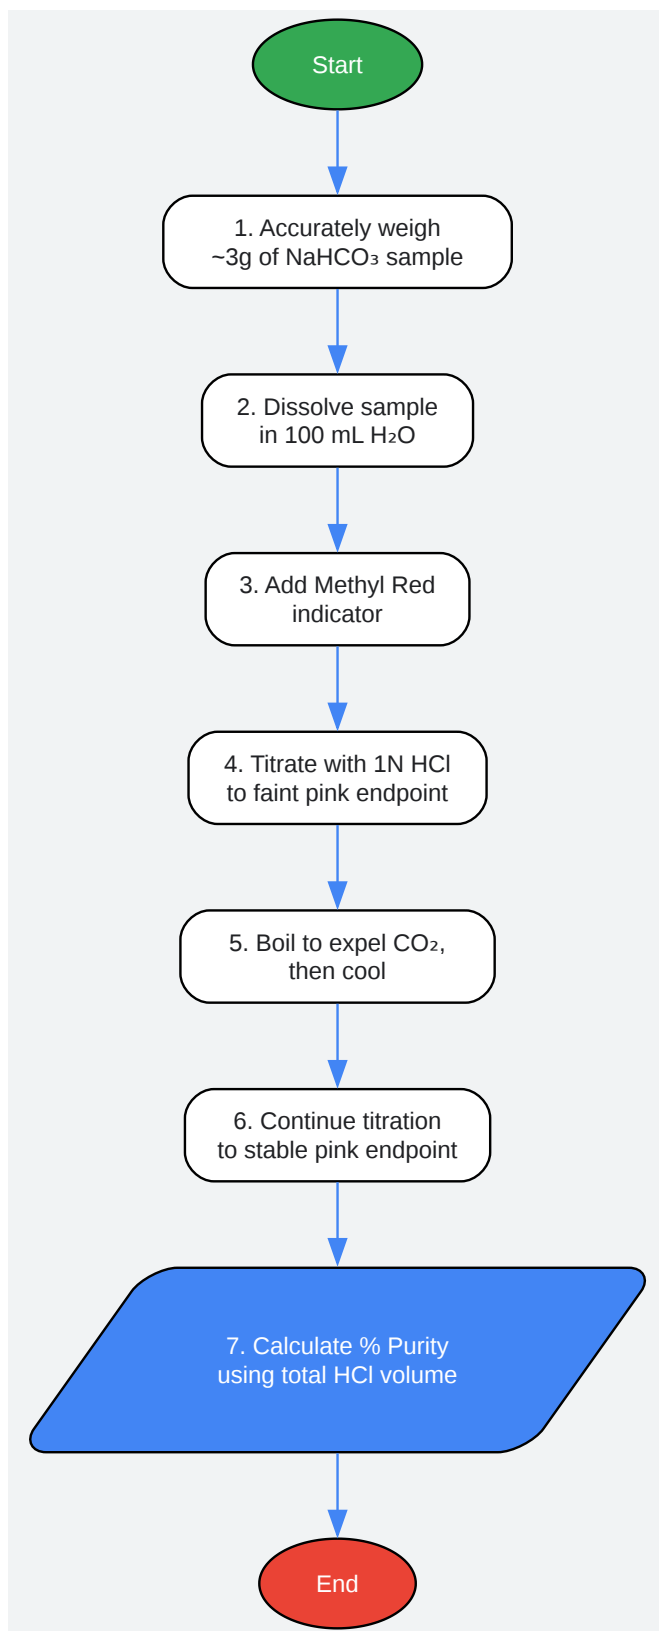 Start
1. Accurately weigh
~3g of NaHCO₃ sample
2. Dissolve sample
in 100 mL H₂O
3. Add Methyl Red
indicator
4. Titrate with 1N HCl
to faint pink endpoint
5. Boil to expel CO₂,
then cool
6. Continue titration
to stable pink endpoint
7. Calculate % Purity
using total HCl volume
End